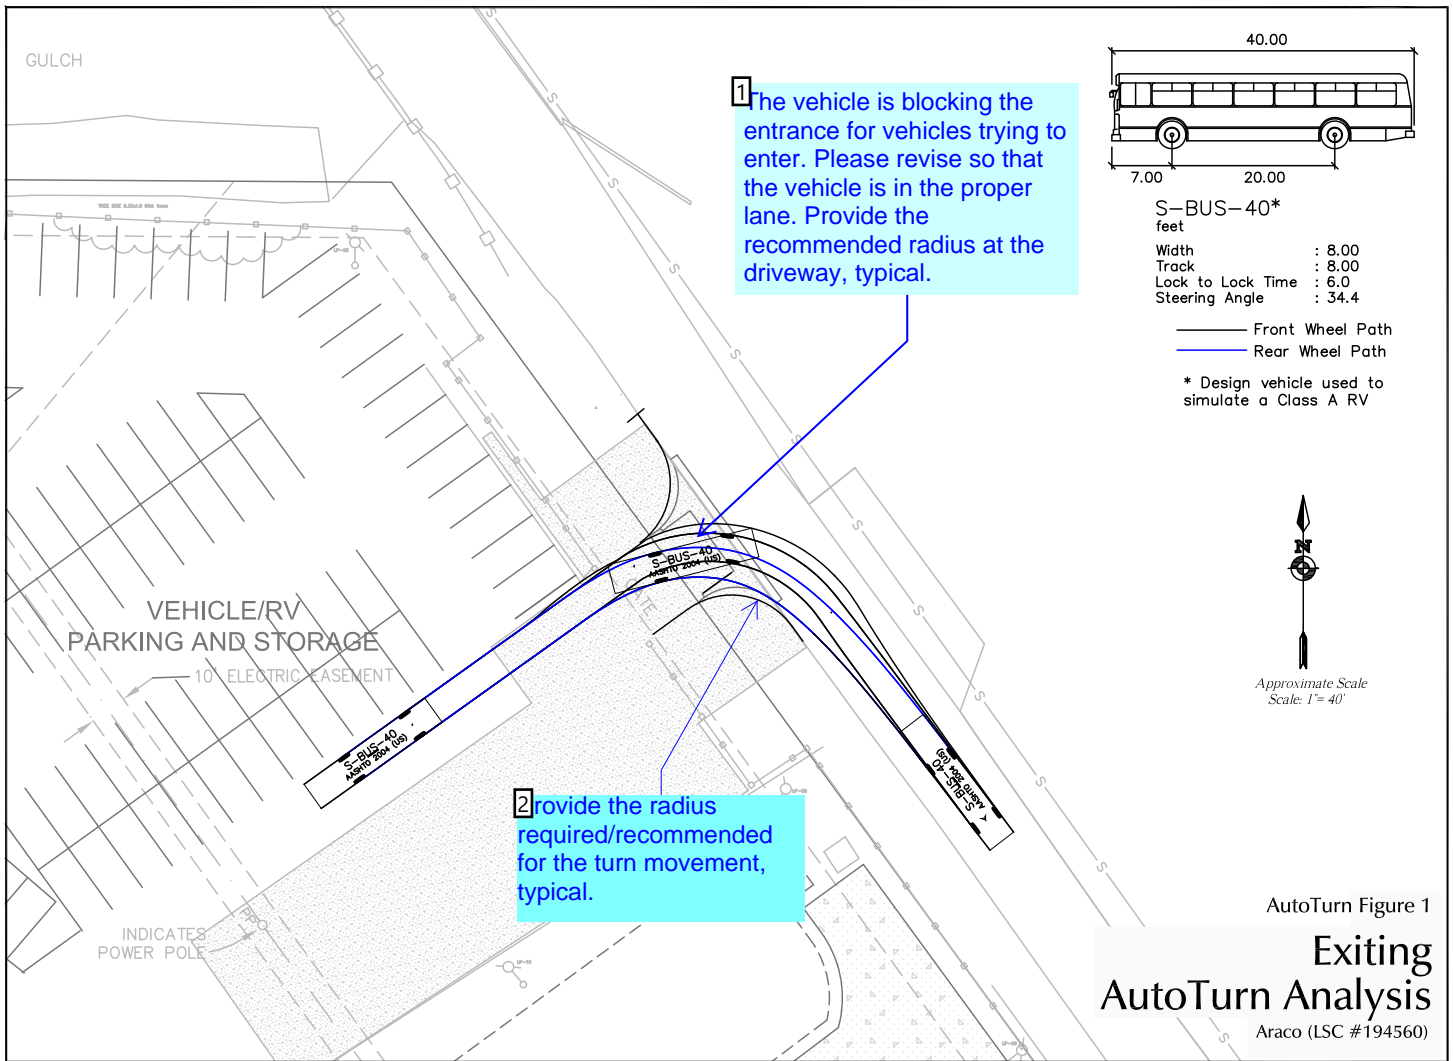 GULCH
40.00
1
The vehicle is blocking the
entrance for vehicles trying to
enter. Please revise so that
the vehicle is in the proper
lane. Provide the
recommended radius at the
driveway, typical.
7.00
20.00
S-BUS-40*
feet
Width : 8.00
Track : 8.00
Lock to Lock Time : 6.0
Steering Angle : 34.4
Front Wheel Path
Rear Wheel Path
* Design vehicle used to
simulate a Class A RV
S
S
S
S
S
S
S
S
S
S
S
S-BUS-40
AASHTO 2004 (US)
N
VEHICLE/RV
PARKING AND STORAGE
10' ELECTRIC EASEMENT
Approximate Scale
Scale: 1"= 40'
S-BUS-40
AASHTO 2004 (US)
S-BUS-40
AASHTO 2004 (US)
2
rovide the radius
required/recommended
for the turn movement,
typical.
PP
INDICATES
POWER POLE
AutoTurn Figure 1
Exiting
AutoTurn Analysis
Araco (LSC #194560)